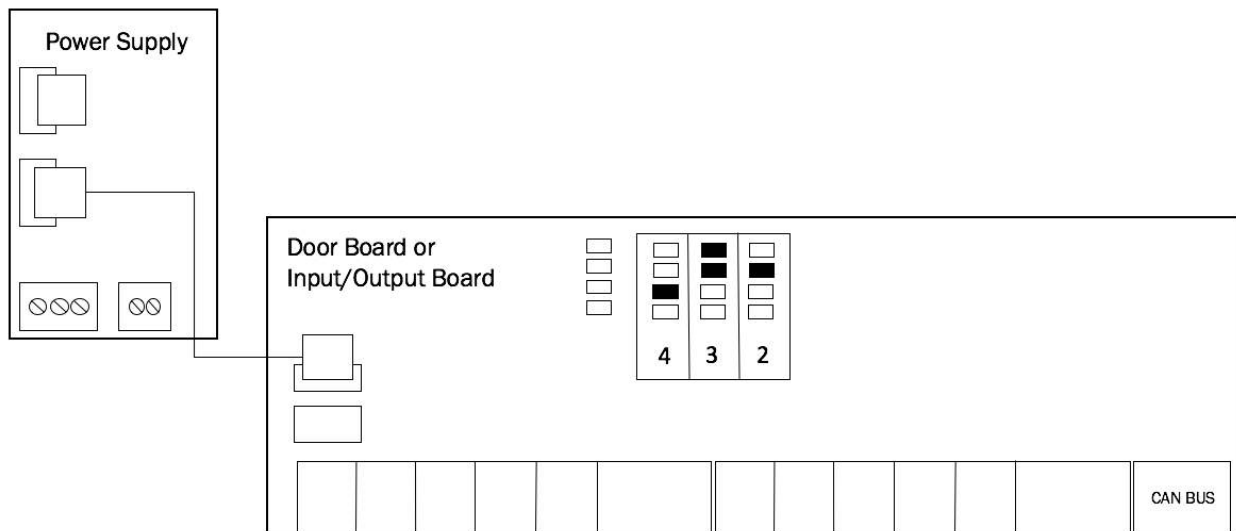 Power Supply
Door Board or
Input/Output Board
4 3 2
CAN BUS